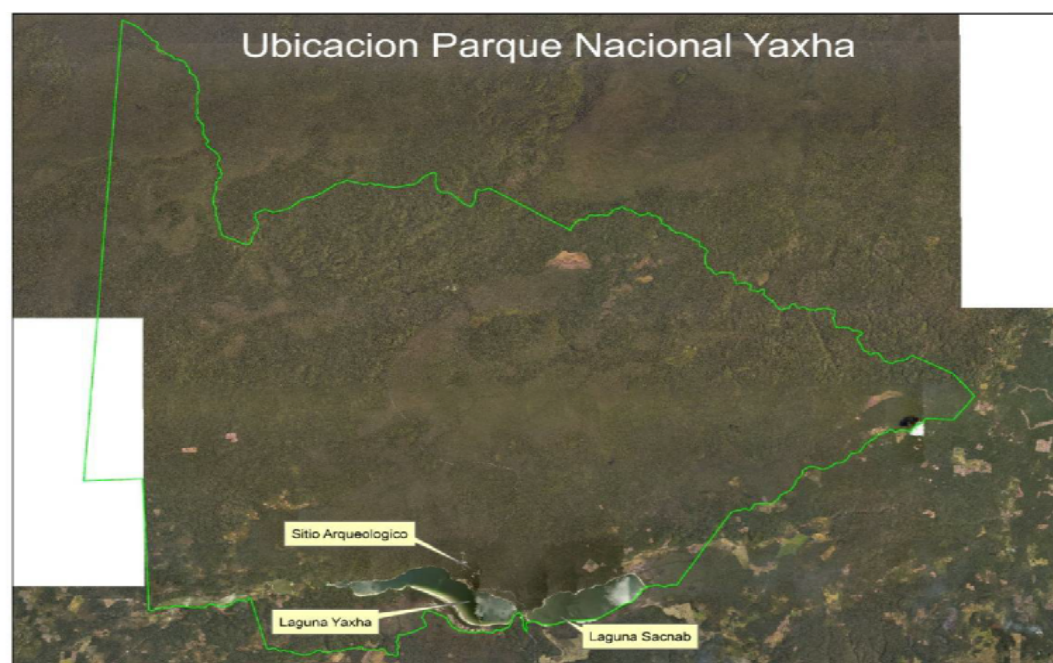 Ubicacion Parque Nacional Yaxha
Sitio Arqueologico
Laguna Yaxha
Laguna Sacnab